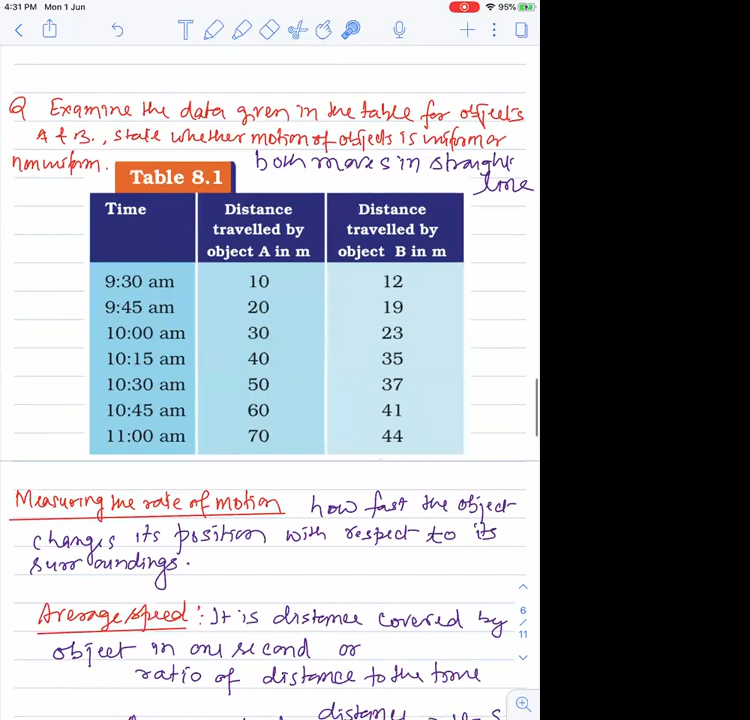 4:31 PM Mon 1 Jun
95%
Q Examine the data given in the table for objects
A & B., state whether motion of objects is uniform or
nonuniform. both moves in straight
line
Table 8.1
Time Distance travelled by object A in m Distance travelled by object B in m
9:30 am 10 12
9:45 am 20 19
10:00 am 30 23
10:15 am 40 35
10:30 am 50 37
10:45 am 60 41
11:00 am 70 44
Measuring the rate of motion how fast the object
changes its position with respect to its
surroundings.
Average speed : It is distance covered by
object in one second or
ratio of distance to the time
distance
6
/
11